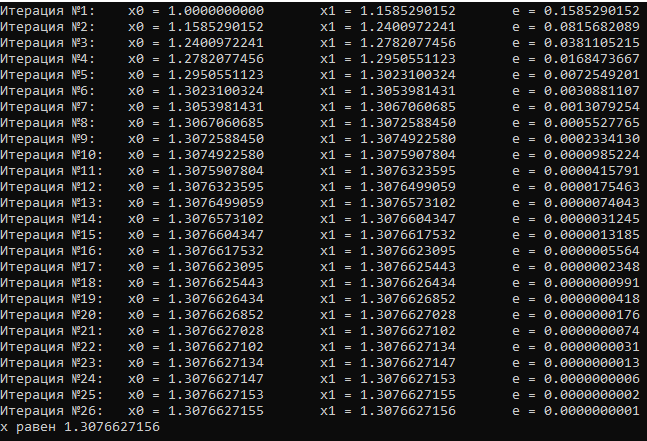 Итерация №1: x0 = 1.0000000000 x1 = 1.1585290152 e = 0.1585290152
Итерация №2: x0 = 1.1585290152 x1 = 1.2400972241 e = 0.0815682089
Итерация №3: x0 = 1.2400972241 x1 = 1.2782077456 e = 0.0381105215
Итерация №4: x0 = 1.2782077456 x1 = 1.2950551123 e = 0.0168473667
Итерация №5: x0 = 1.2950551123 x1 = 1.3023100324 e = 0.0072549201
Итерация №6: x0 = 1.3023100324 x1 = 1.3053981431 e = 0.0030881107
Итерация №7: x0 = 1.3053981431 x1 = 1.3067060685 e = 0.0013079254
Итерация №8: x0 = 1.3067060685 x1 = 1.3072588450 e = 0.0005527765
Итерация №9: x0 = 1.3072588450 x1 = 1.3074922580 e = 0.0002334130
Итерация №10: x0 = 1.3074922580 x1 = 1.3075907804 e = 0.0000985224
Итерация №11: x0 = 1.3075907804 x1 = 1.3076323595 e = 0.0000415791
Итерация №12: x0 = 1.3076323595 x1 = 1.3076499059 e = 0.0000175463
Итерация №13: x0 = 1.3076499059 x1 = 1.3076573102 e = 0.0000074043
Итерация №14: x0 = 1.3076573102 x1 = 1.3076604347 e = 0.0000031245
Итерация №15: x0 = 1.3076604347 x1 = 1.3076617532 e = 0.0000013185
Итерация №16: x0 = 1.3076617532 x1 = 1.3076623095 e = 0.0000005564
Итерация №17: x0 = 1.3076623095 x1 = 1.3076625443 e = 0.0000002348
Итерация №18: x0 = 1.3076625443 x1 = 1.3076626434 e = 0.0000000991
Итерация №19: x0 = 1.3076626434 x1 = 1.3076626852 e = 0.0000000418
Итерация №20: x0 = 1.3076626852 x1 = 1.3076627028 e = 0.0000000176
Итерация №21: x0 = 1.3076627028 x1 = 1.3076627102 e = 0.0000000074
Итерация №22: x0 = 1.3076627102 x1 = 1.3076627134 e = 0.0000000031
Итерация №23: x0 = 1.3076627134 x1 = 1.3076627147 e = 0.0000000013
Итерация №24: x0 = 1.3076627147 x1 = 1.3076627153 e = 0.0000000006
Итерация №25: x0 = 1.3076627153 x1 = 1.3076627155 e = 0.0000000002
Итерация №26: x0 = 1.3076627155 x1 = 1.3076627156 e = 0.0000000001
x равен 1.3076627156